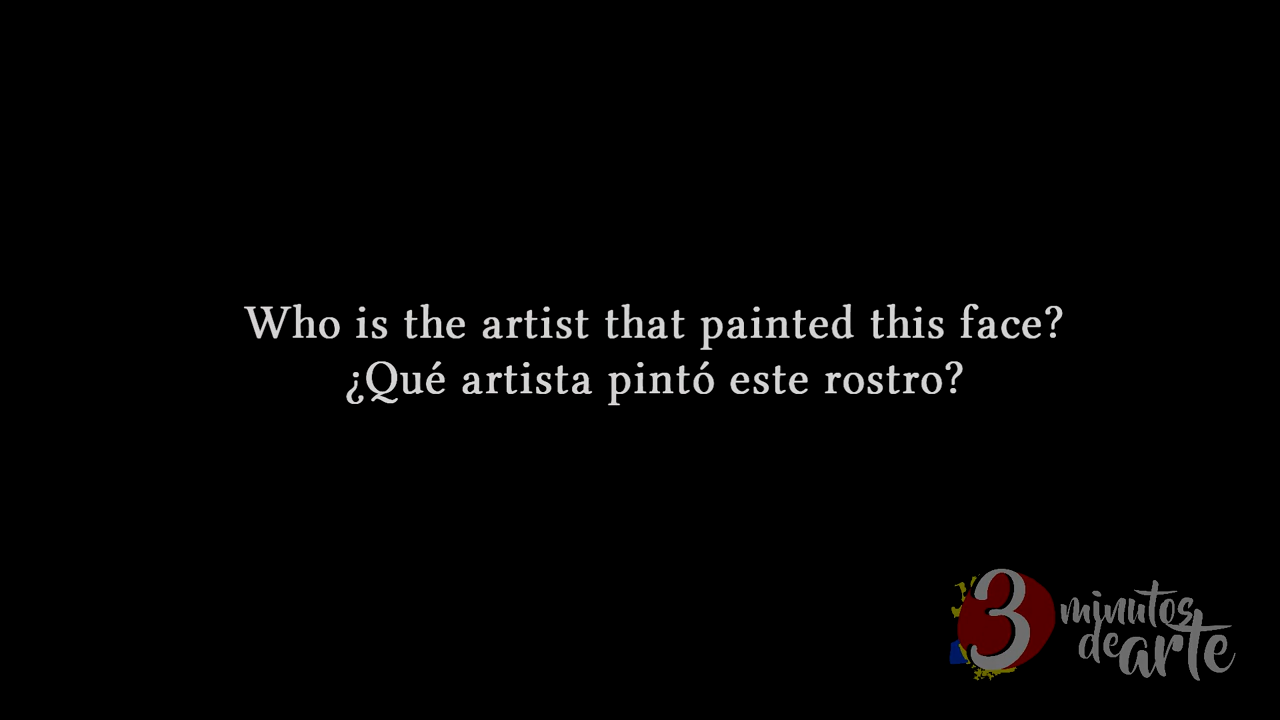 Who is the artist that painted this face?
¿Qué artista pintó este rostro?
3 minutos
de arte